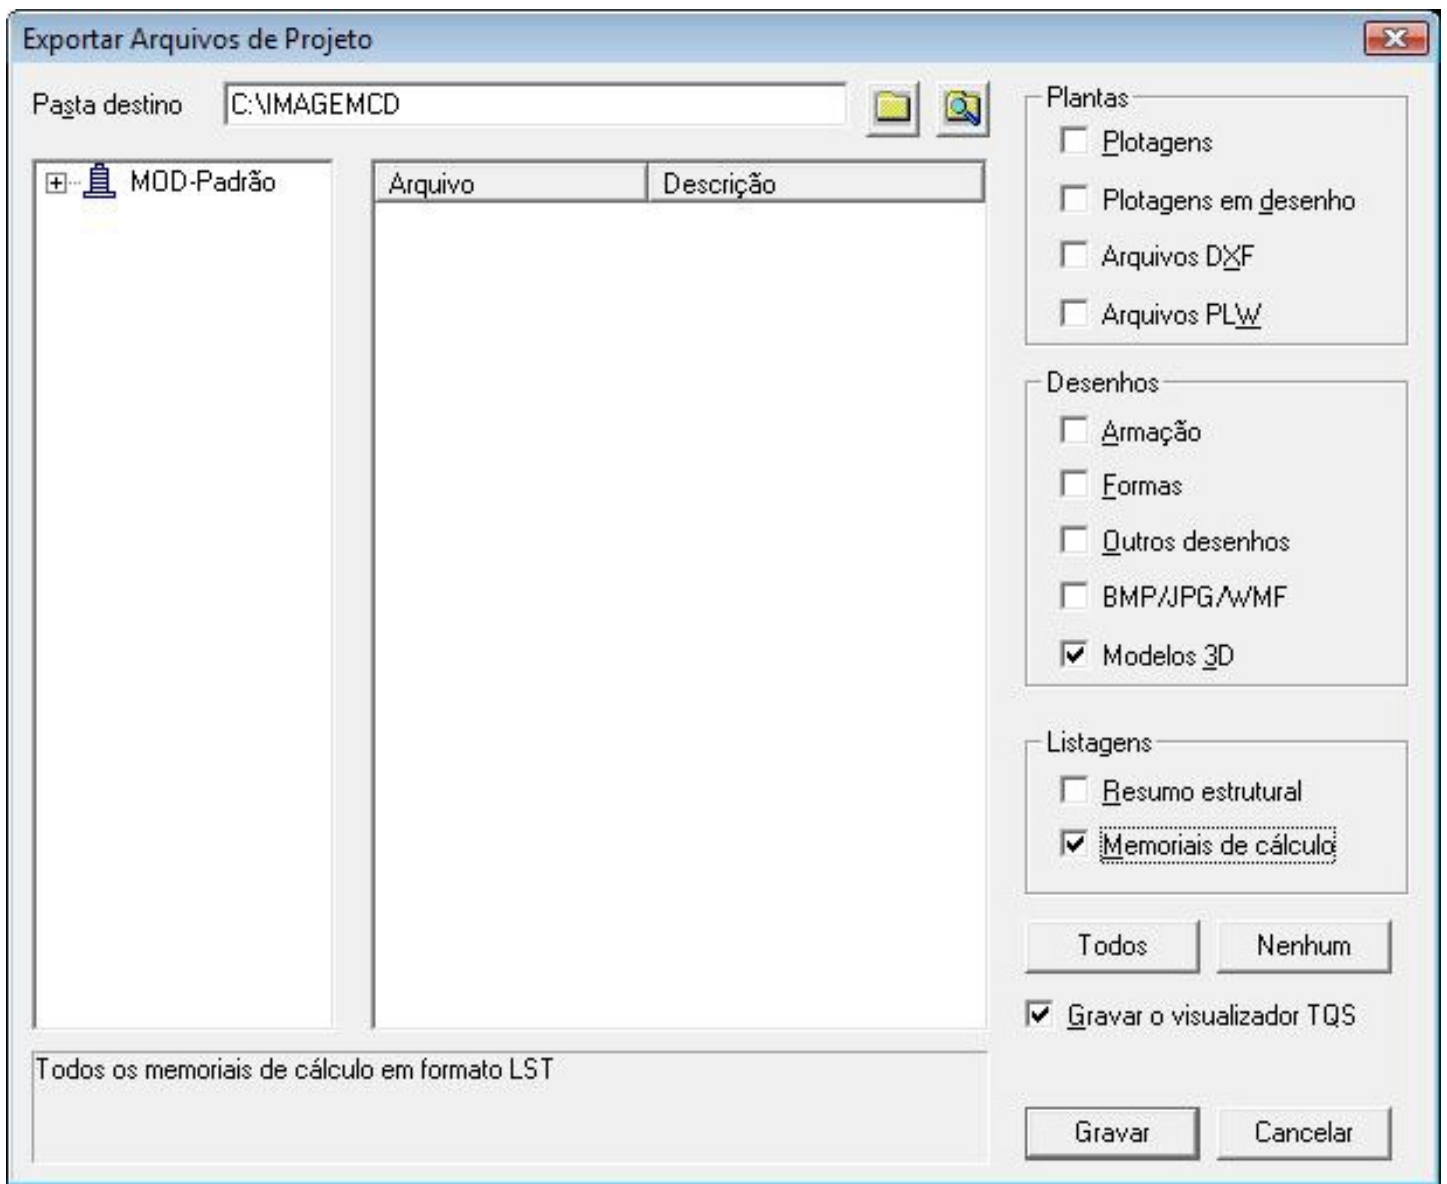 Exportar Arquivos de Projeto
Pasta destino C:\IMAGEMCD
MOD-Padrão
Arquivo Descrição
Plantas
Plotagens
Plotagens em desenho
Arquivos DXF
Arquivos PLW
Desenhos
Armação
Formas
Outros desenhos
BMP/JPG/WMF
Modelos 3D
Listagens
Resumo estrutural
Memoriais de cálculo
Todos Nenhum
Gravar o visualizador TQS
Todos os memoriais de cálculo em formato LST
Gravar Cancelar